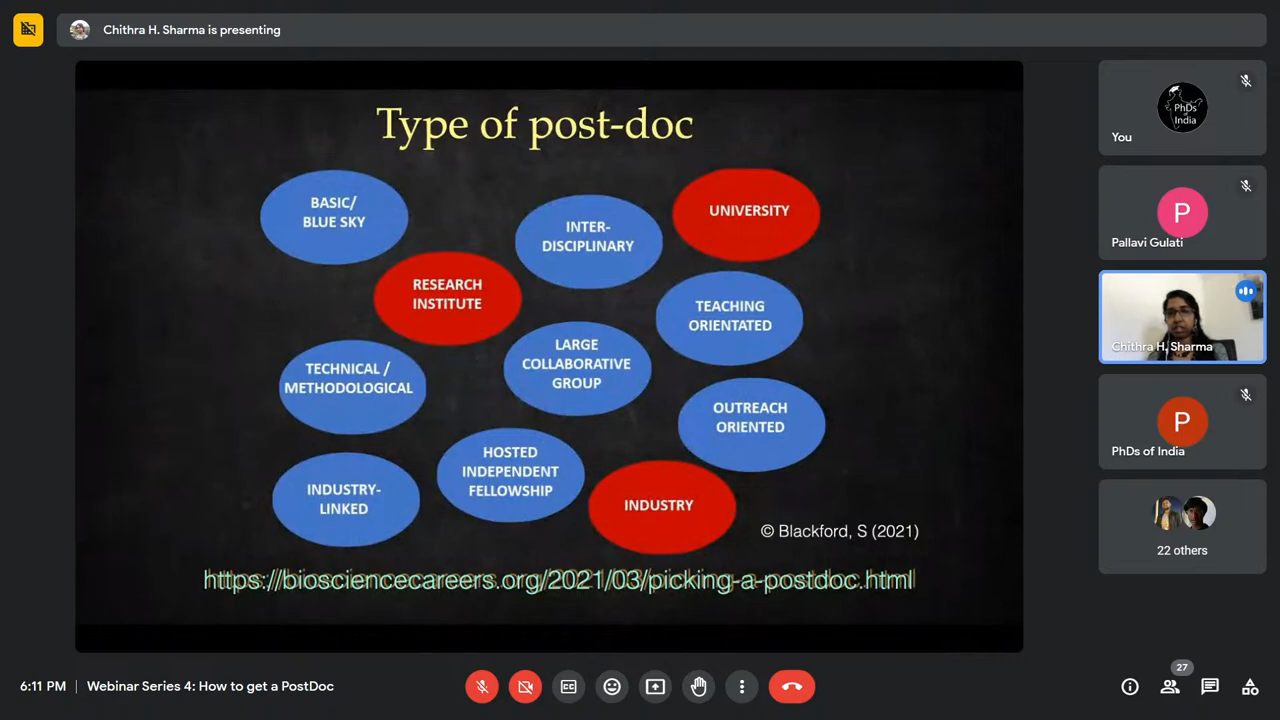 Chithra H. Sharma is presenting
Type of post-doc
BASIC/
BLUE SKY
INTER-
DISCIPLINARY
UNIVERSITY
RESEARCH
INSTITUTE
TEACHING
ORIENTATED
TECHNICAL /
METHODOLOGICAL
LARGE
COLLABORATIVE
GROUP
OUTREACH
ORIENTED
HOSTED
INDEPENDENT
FELLOWSHIP
INDUSTRY-
LINKED
INDUSTRY
© Blackford, S (2021)
https://biosciencecareers.org/2021/03/picking-a-postdoc.html
PhDs
India
You
P
Pallavi Gulati
Chithra H. Sharma
P
PhDs of India
22 others
6:11 PM | Webinar Series 4: How to get a PostDoc
CC
27